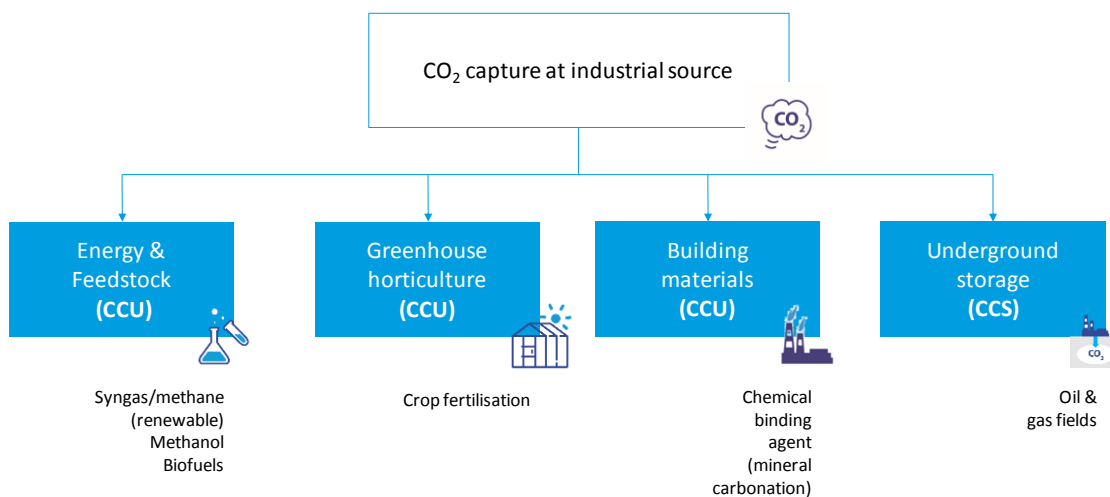 CO₂ capture at industrial source
CO₂
Energy &
Feedstock
(CCU)
Greenhouse
horticulture
(CCU)
Building
materials
(CCU)
Underground
storage
(CCS)
CO₂
Syngas/methane
(renewable)
Methanol
Biofuels
Crop fertilisation
Chemical
binding
agent
(mineral
carbonation)
Oil &
gas fields